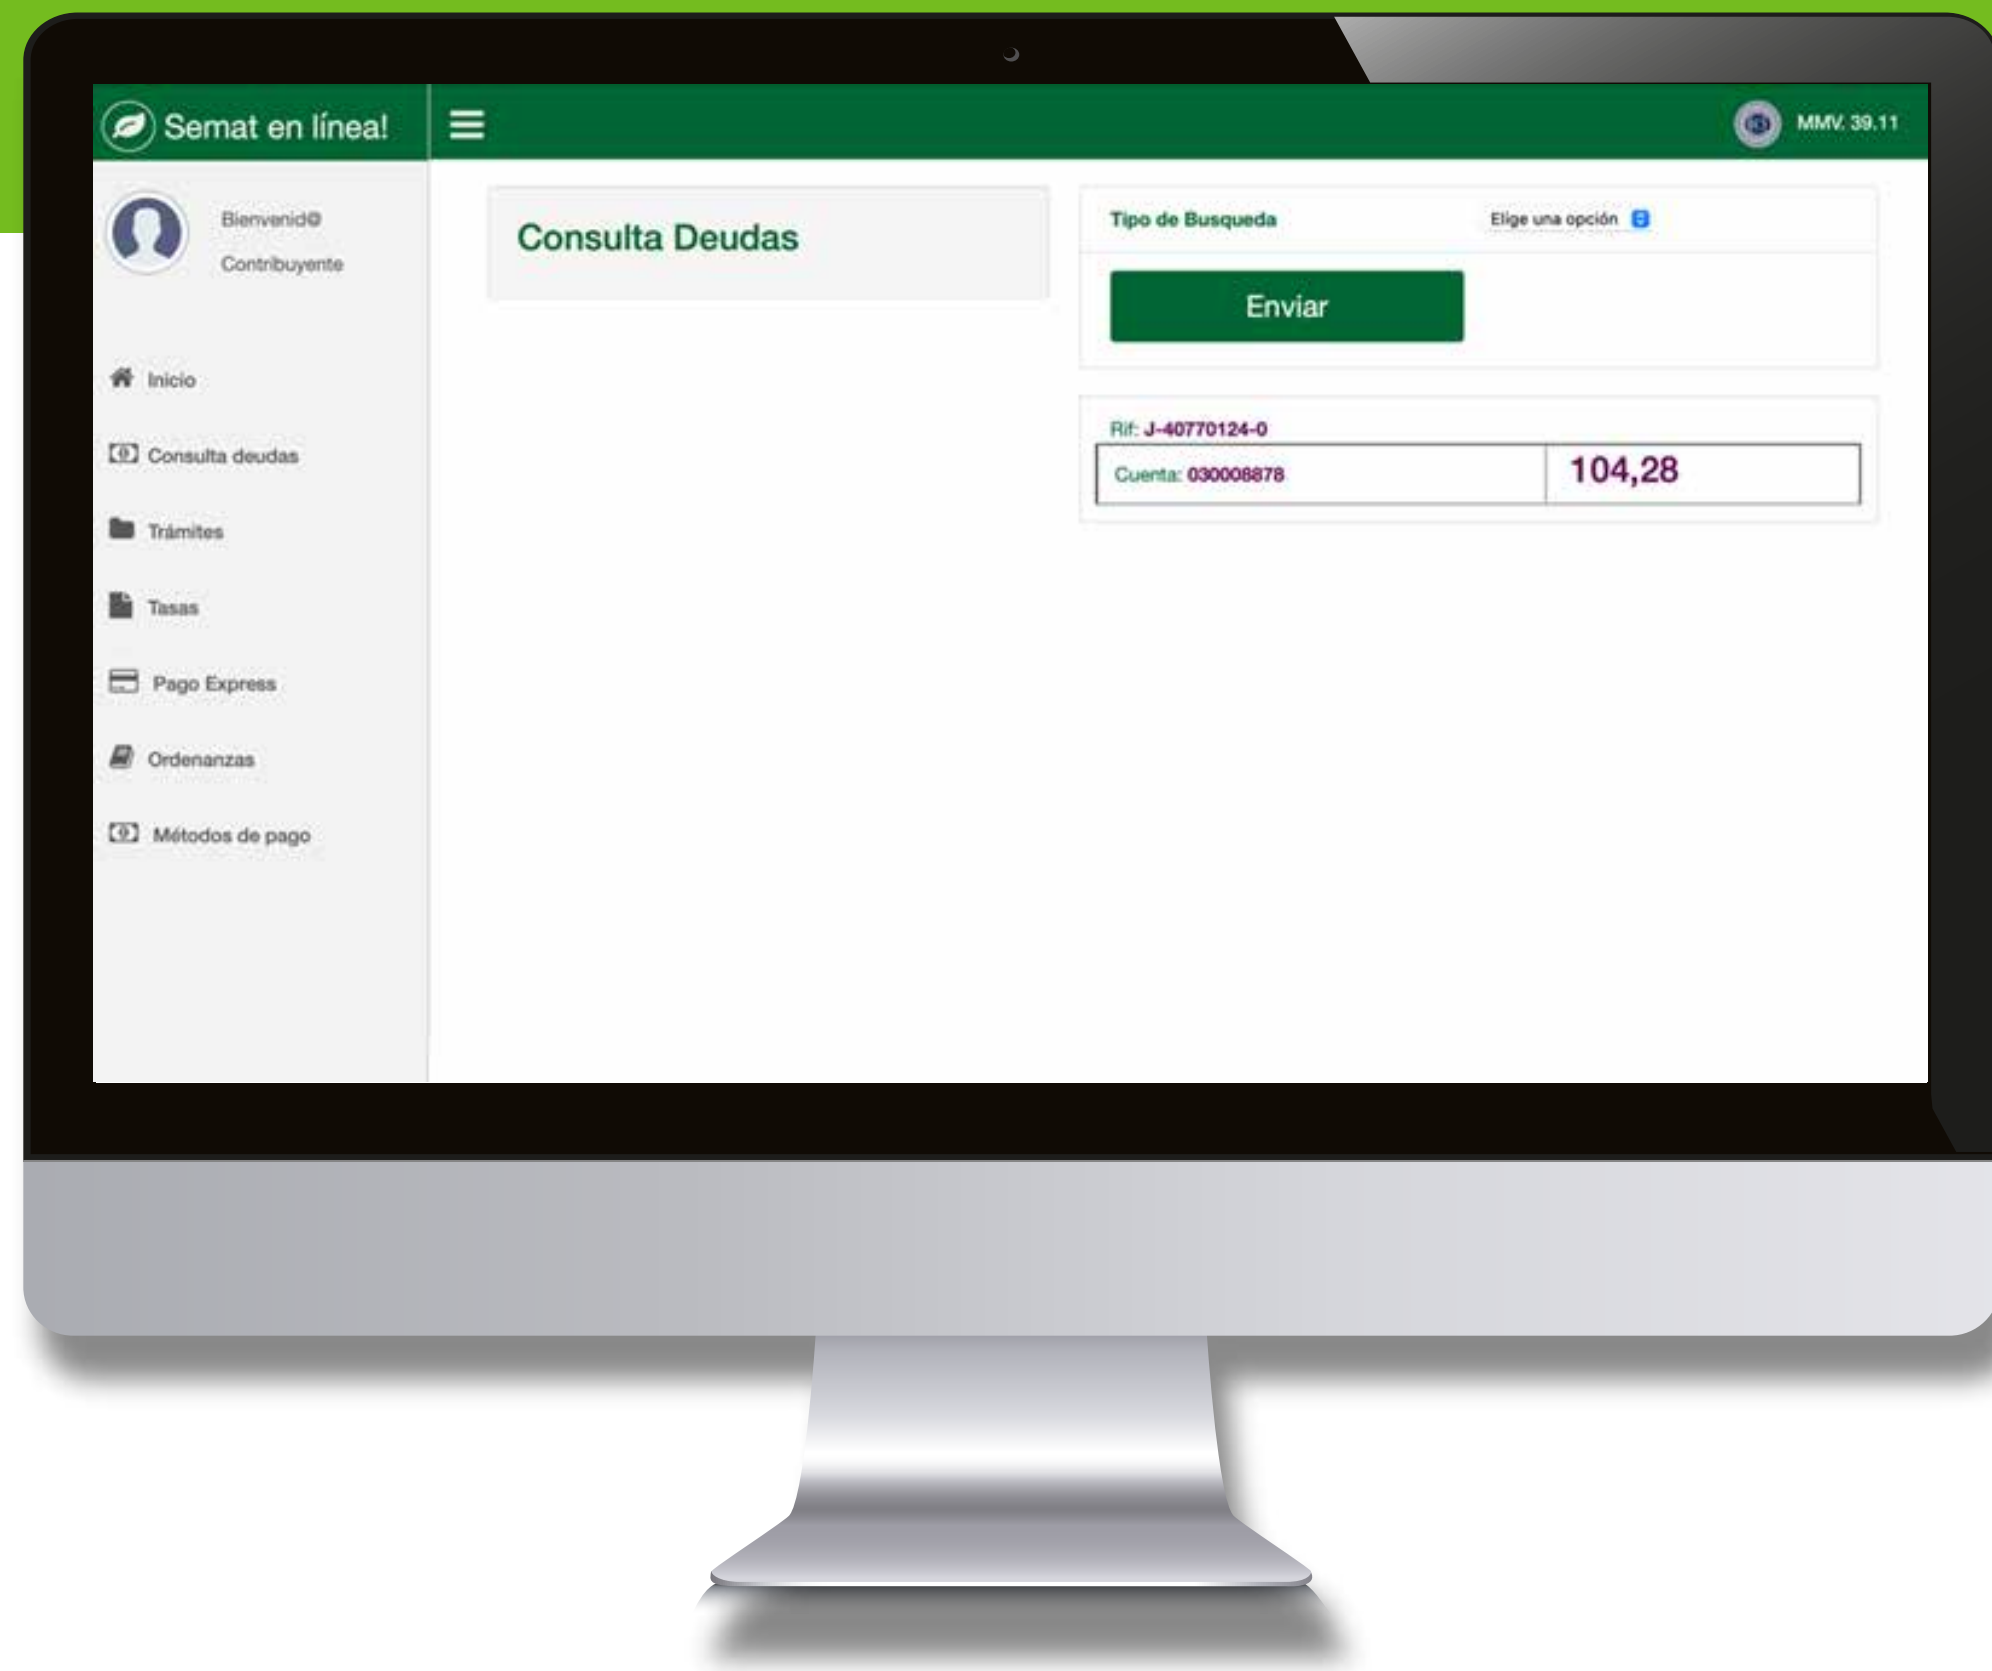 Semat en línea!
MMV. 39.11
Bienvenid@
Contribuyente
Inicio
Consulta deudas
Trámites
Tasas
Pago Express
Ordenanzas
Métodos de pago
Consulta Deudas
Tipo de Busqueda Elige una opción
Enviar
Rif: J-40770124-0
Cuenta: 030008878 104,28